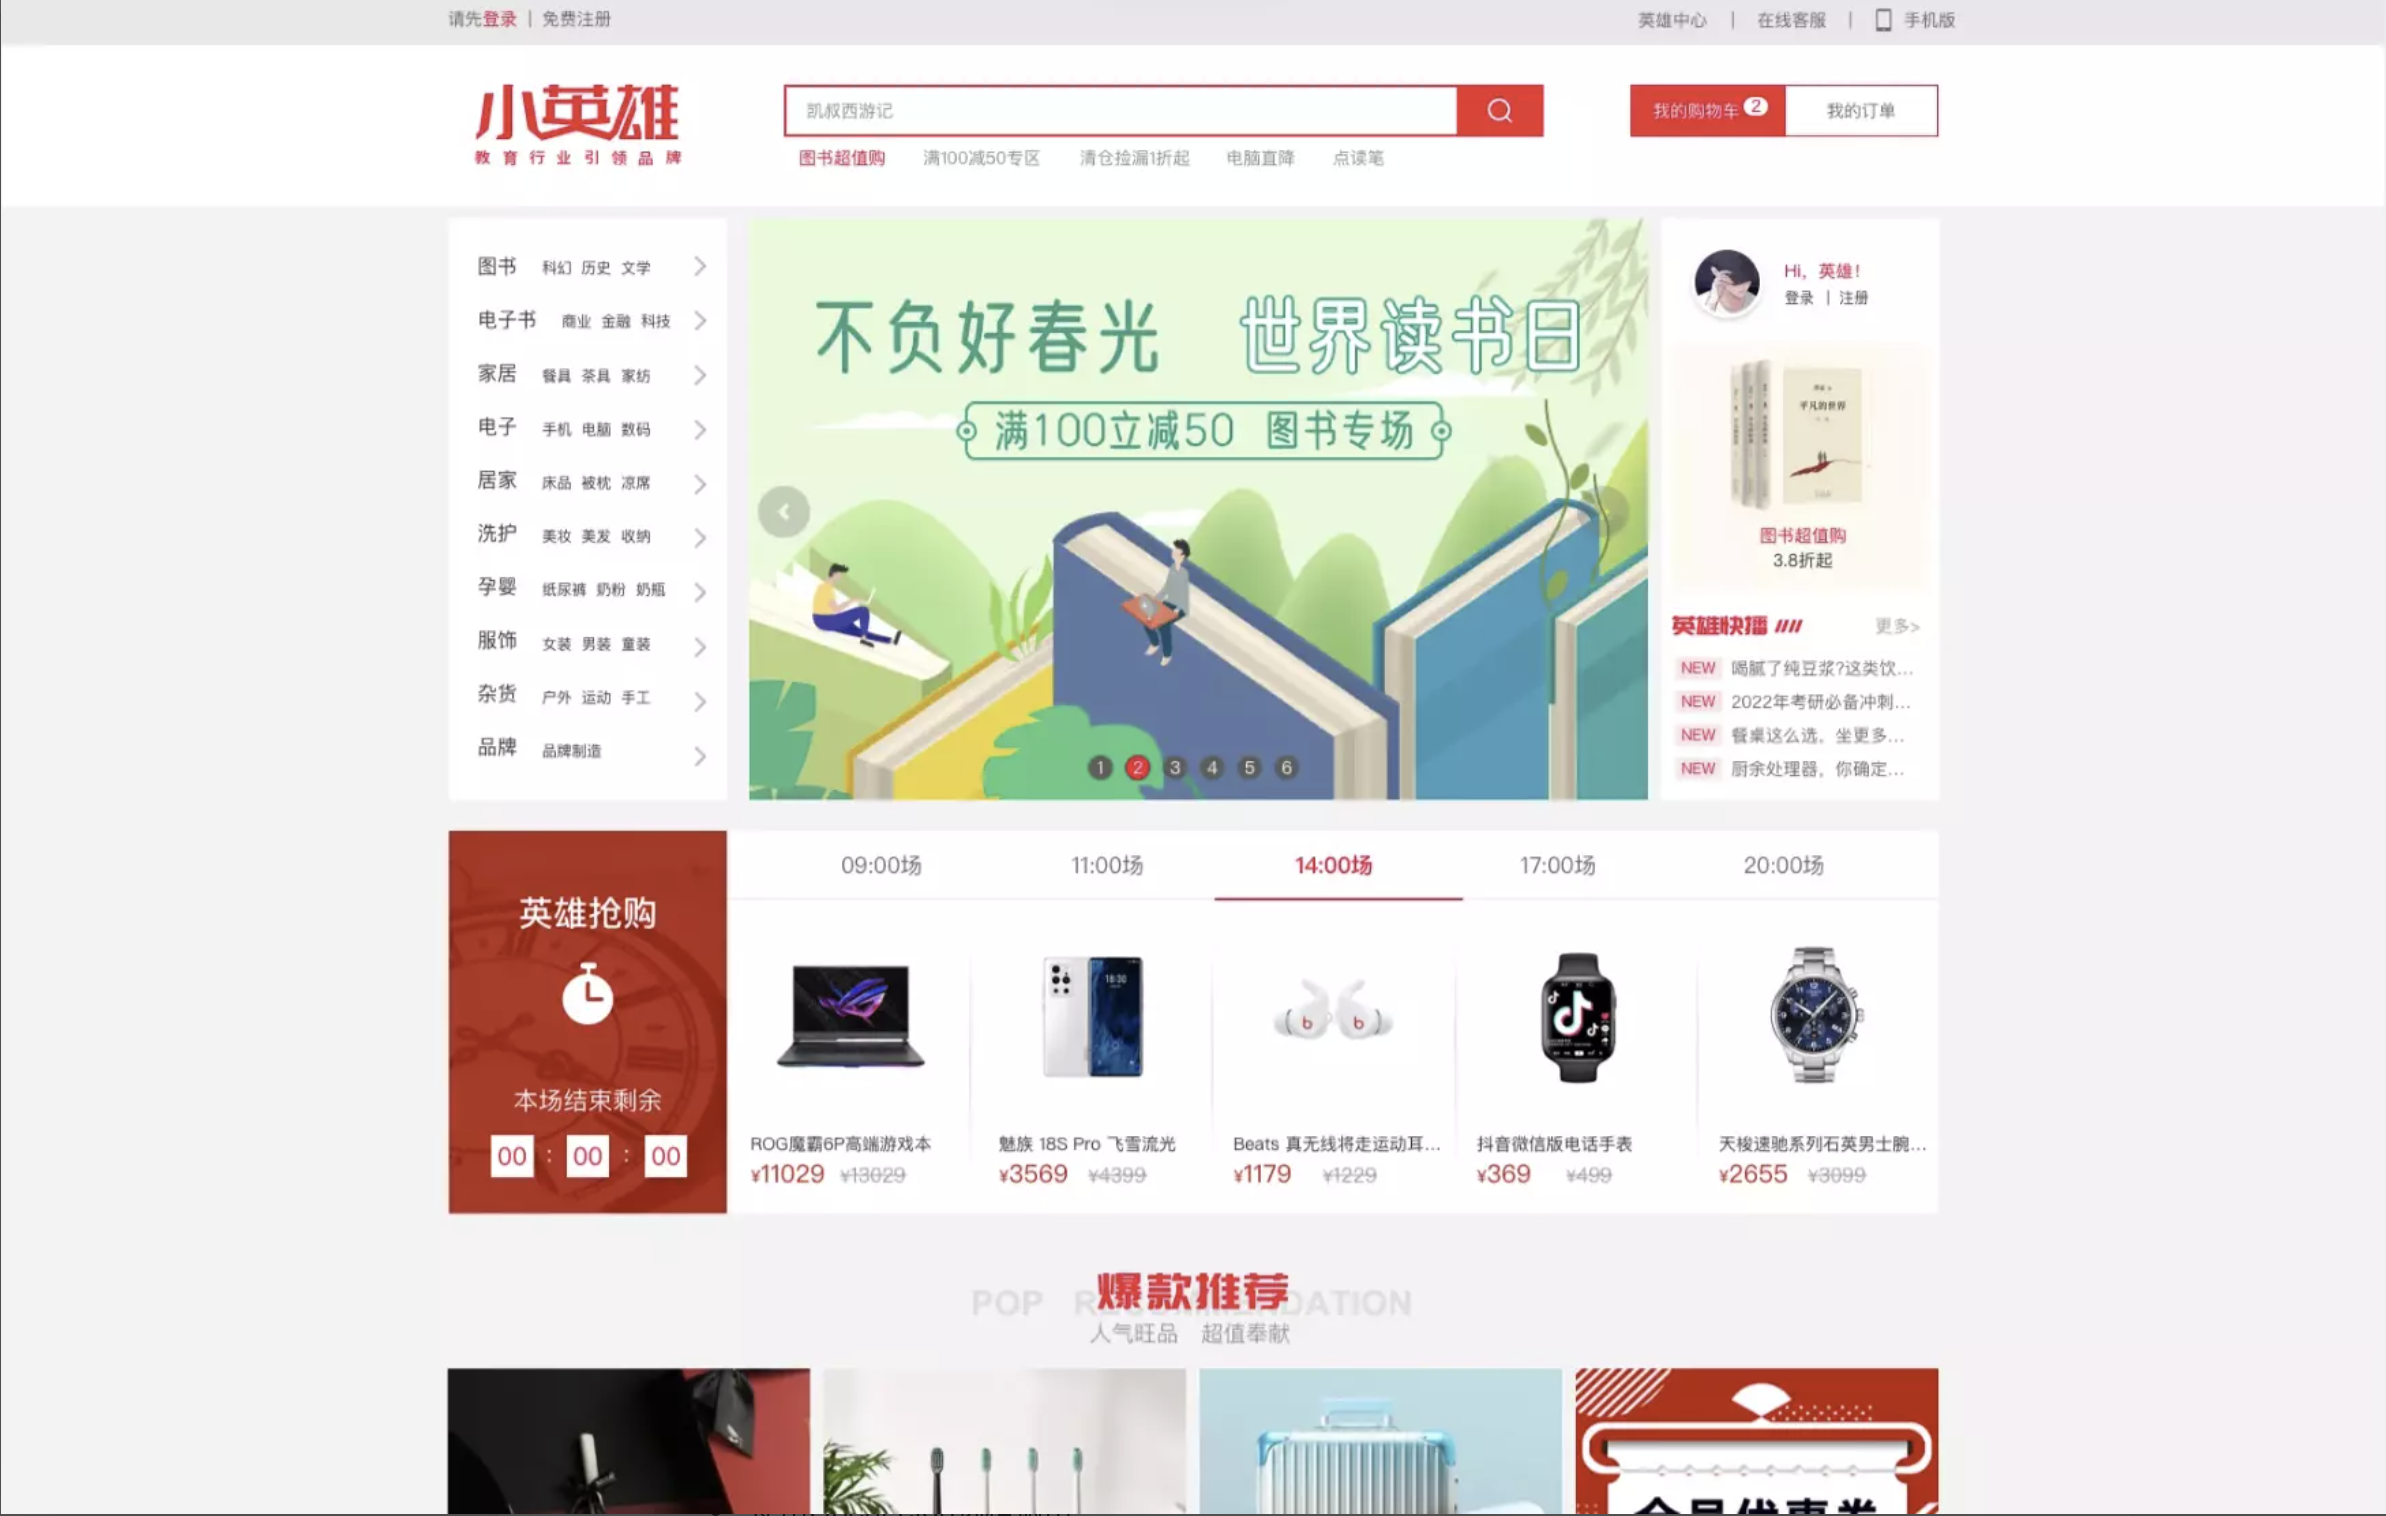 请先登录 | 免费注册
英雄中心 | 在线客服 | 手机版
小英雄
教育行业引领品牌
凯叔西游记
我的购物车 2
我的订单
图书超值购 满100减50专区 清仓捡漏1折起 电脑直降 点读笔
图书 科幻 历史 文学
电子书 商业 金融 科技
家居 餐具 茶具 家纺
电子 手机 电脑 数码
居家 床品 被枕 凉席
洗护 美妆 美发 收纳
孕婴 纸尿裤 奶粉 奶瓶
服饰 女装 男装 童装
杂货 户外 运动 手工
品牌 品牌制造
不负好春光 世界读书日
满100立减50 图书专场
1 2 3 4 5 6
Hi，英雄！
登录 | 注册
平凡的世界
图书超值购
3.8折起
英雄快播 更多>
NEW 喝腻了纯豆浆?这类饮...
NEW 2022年考研必备冲刺...
NEW 餐桌这么选，坐更多...
NEW 厨余处理器，你确定...
英雄抢购
本场结束剩余
00 : 00 : 00
09:00场 11:00场 14:00场 17:00场 20:00场
18:30
b b
ROG魔霸6P高端游戏本
¥11029 ¥13029
魅族 18S Pro 飞雪流光
¥3569 ¥4399
Beats 真无线将走运动耳...
¥1179 ¥1229
抖音微信版电话手表
¥369 ¥499
天梭速驰系列石英男士腕...
¥2655 ¥3099
POP RECOMMENDATION
爆款推荐
人气旺品 超值奉献
会员优惠券